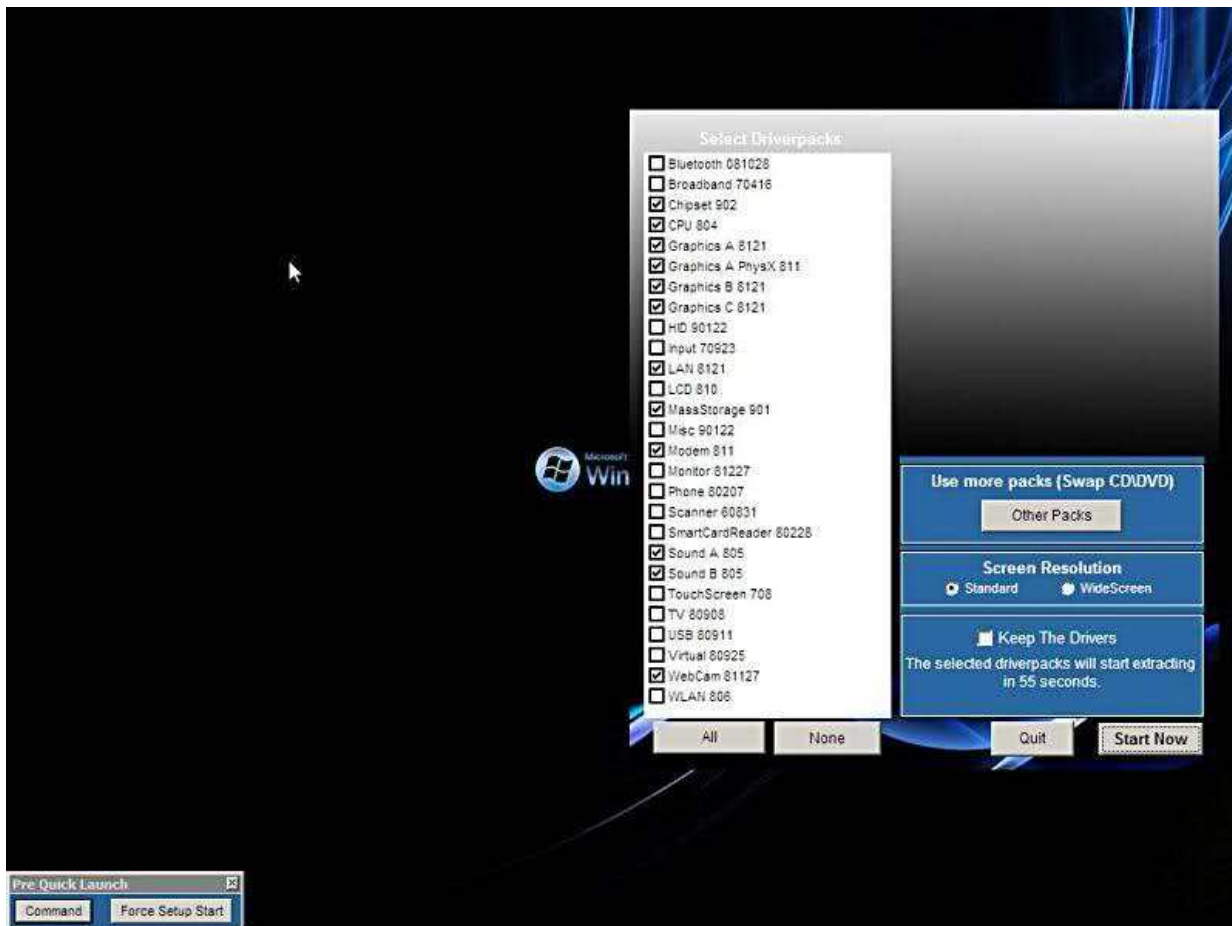 Select Driverpacks
Bluetooth 081028
Broadband 70416
Chipset 902
CPU 804
Graphics A 8121
Graphics A PhysX 811
Graphics B 8121
Graphics C 8121
HID 90122
Input 70923
LAN 8121
LCD 810
MassStorage 901
Misc 90122
Modem 811
Monitor 81227
Phone 80207
Scanner 60831
SmartCardReader 80228
Sound A 805
Sound B 805
TouchScreen 708
TV 80908
USB 80911
Virtual 80925
WebCam 81127
WLAN 806
All
None
Microsoft
Win
Use more packs (Swap CD\DVD)
Other Packs
Screen Resolution
Standard
WideScreen
Keep The Drivers
The selected driverpacks will start extracting
in 55 seconds.
Quit
Start Now
Pre Quick Launch
Command
Force Setup Start